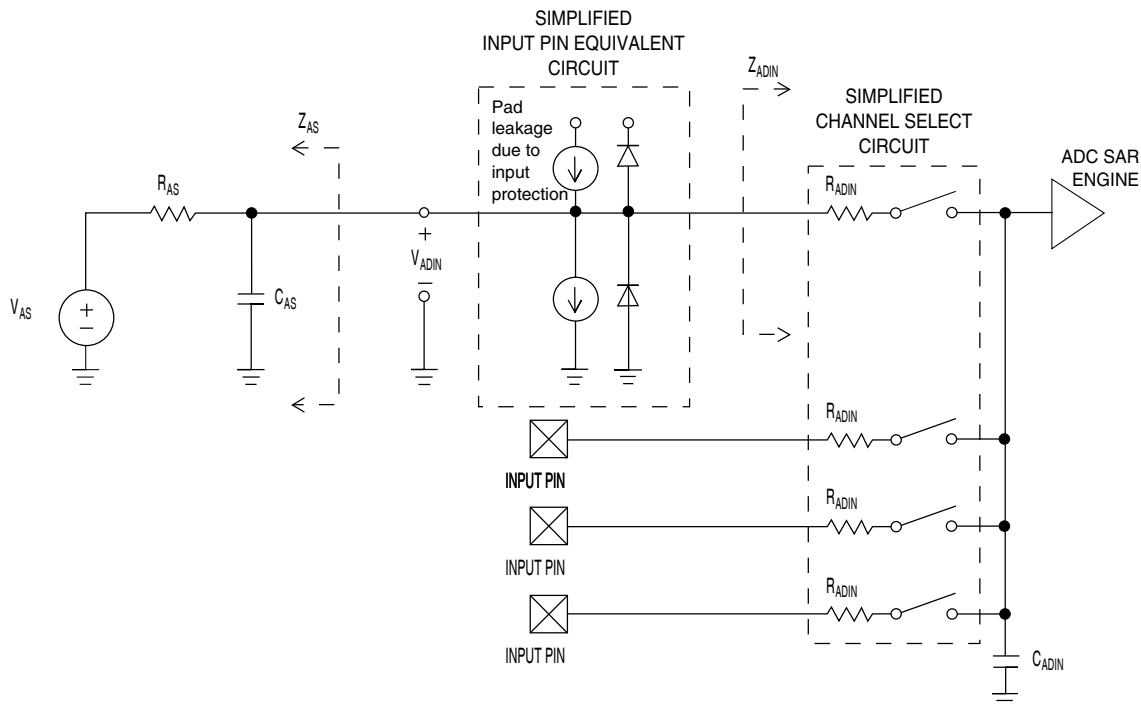 SIMPLIFIED
INPUT PIN EQUIVALENT
CIRCUIT
Pad
leakage
due to
input
protection
Z_ADIN
SIMPLIFIED
CHANNEL SELECT
CIRCUIT
ADC SAR
ENGINE
Z_AS
R_AS
R_ADIN
+
V_ADIN
–
V_AS
+
–
C_AS
R_ADIN
INPUT PIN
R_ADIN
INPUT PIN
R_ADIN
INPUT PIN
C_ADIN